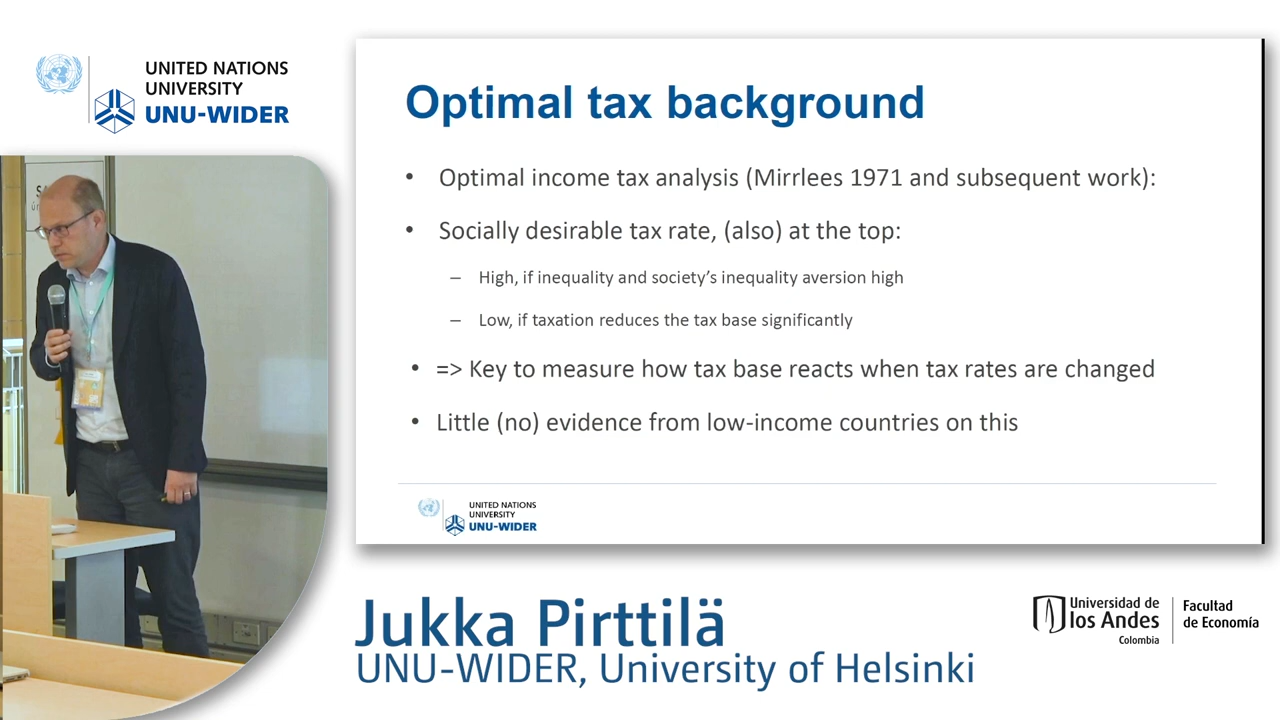 UNITED NATIONS
UNIVERSITY
UNU-WIDER
Optimal tax background
• Optimal income tax analysis (Mirrlees 1971 and subsequent work):
• Socially desirable tax rate, (also) at the top:
– High, if inequality and society's inequality aversion high
– Low, if taxation reduces the tax base significantly
• => Key to measure how tax base reacts when tax rates are changed
• Little (no) evidence from low-income countries on this
UNITED NATIONS
UNIVERSITY
UNU-WIDER
Jukka Pirttilä
UNU-WIDER, University of Helsinki
Universidad de
los Andes
Colombia
Facultad
de Economía